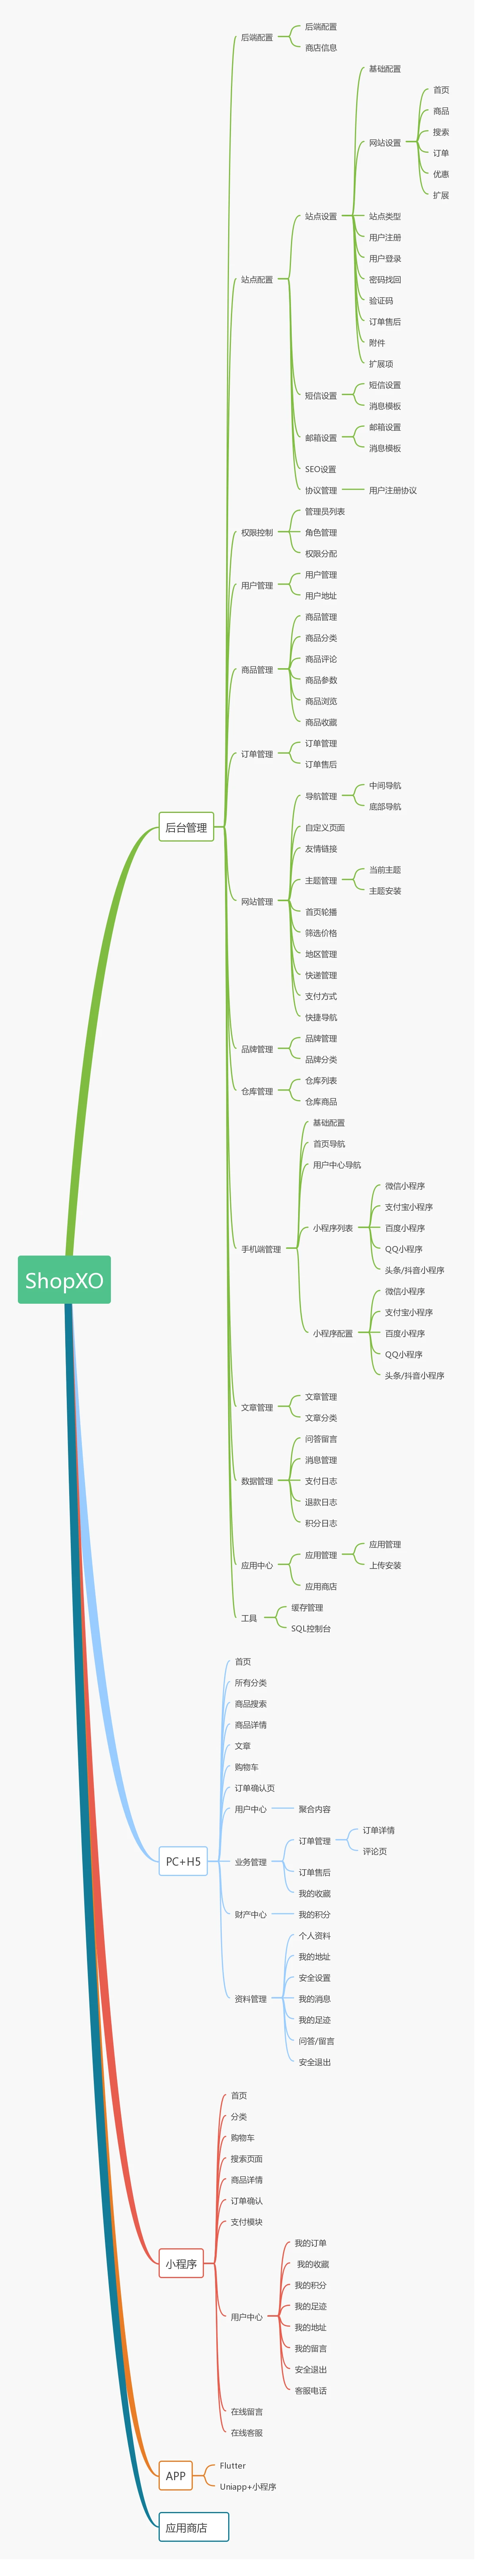 ShopXO
后台管理
后端配置
后端配置
商店信息
站点配置
站点设置
基础配置
网站设置
首页
商品
搜索
订单
优惠
扩展
站点类型
用户注册
用户登录
密码找回
验证码
订单售后
附件
扩展项
短信设置
短信设置
消息模板
邮箱设置
邮箱设置
消息模板
SEO设置
协议管理
用户注册协议
权限控制
管理员列表
角色管理
权限分配
用户管理
用户管理
用户地址
商品管理
商品管理
商品分类
商品评论
商品参数
商品浏览
商品收藏
订单管理
订单管理
订单售后
网站管理
导航管理
中间导航
底部导航
自定义页面
友情链接
主题管理
当前主题
主题安装
首页轮播
筛选价格
地区管理
快递管理
支付方式
快捷导航
品牌管理
品牌管理
品牌分类
仓库管理
仓库列表
仓库商品
手机端管理
基础配置
首页导航
用户中心导航
小程序列表
微信小程序
支付宝小程序
百度小程序
QQ小程序
头条/抖音小程序
小程序配置
微信小程序
支付宝小程序
百度小程序
QQ小程序
头条/抖音小程序
文章管理
文章管理
文章分类
数据管理
问答留言
消息管理
支付日志
退款日志
积分日志
应用中心
应用管理
应用管理
上传安装
应用商店
工具
缓存管理
SQL控制台
PC+H5
首页
所有分类
商品搜索
商品详情
文章
购物车
订单确认页
用户中心
聚合内容
业务管理
订单管理
订单详情
评论页
订单售后
我的收藏
财产中心
我的积分
资料管理
个人资料
我的地址
安全设置
我的消息
我的足迹
问答/留言
安全退出
小程序
首页
分类
购物车
搜索页面
商品详情
订单确认
支付模块
用户中心
我的订单
我的收藏
我的积分
我的足迹
我的地址
我的留言
安全退出
客服电话
在线留言
在线客服
APP
Flutter
Uniapp+小程序
应用商店